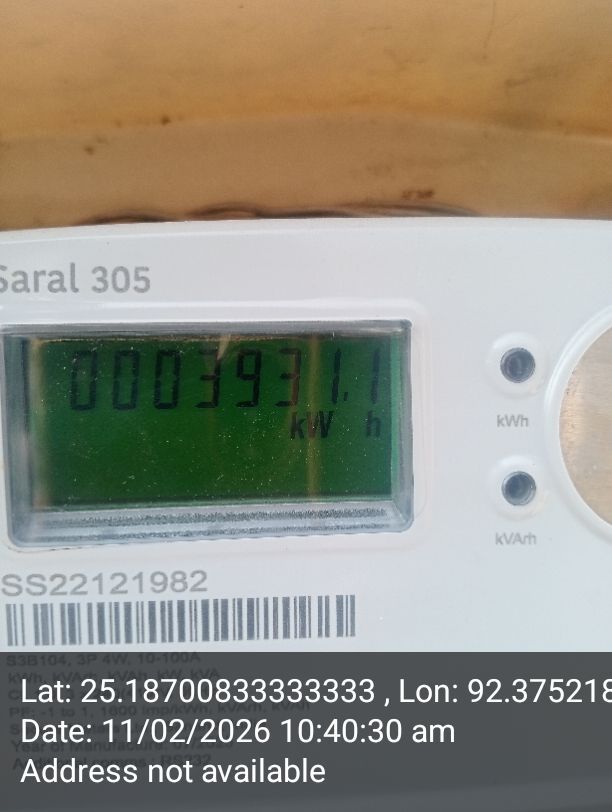 Saral 305
0003931.1
kW h
kWh
kVArh
SS22121982
S3B104, 3P 4W, 10-100A
Lat: 25.18700833333333 , Lon: 92.375218
Date: 11/02/2026 10:40:30 am
Address not available